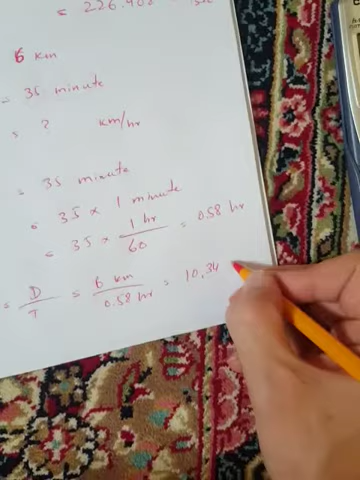 = 226.402
6 km
= 35 minute
= ? km/hr
= 35 minute
= 35 × 1 minute
= 35 × 1 hr / 60 = 0.58 hr
= D / T = 6 km / 0.58 hr = 10.34